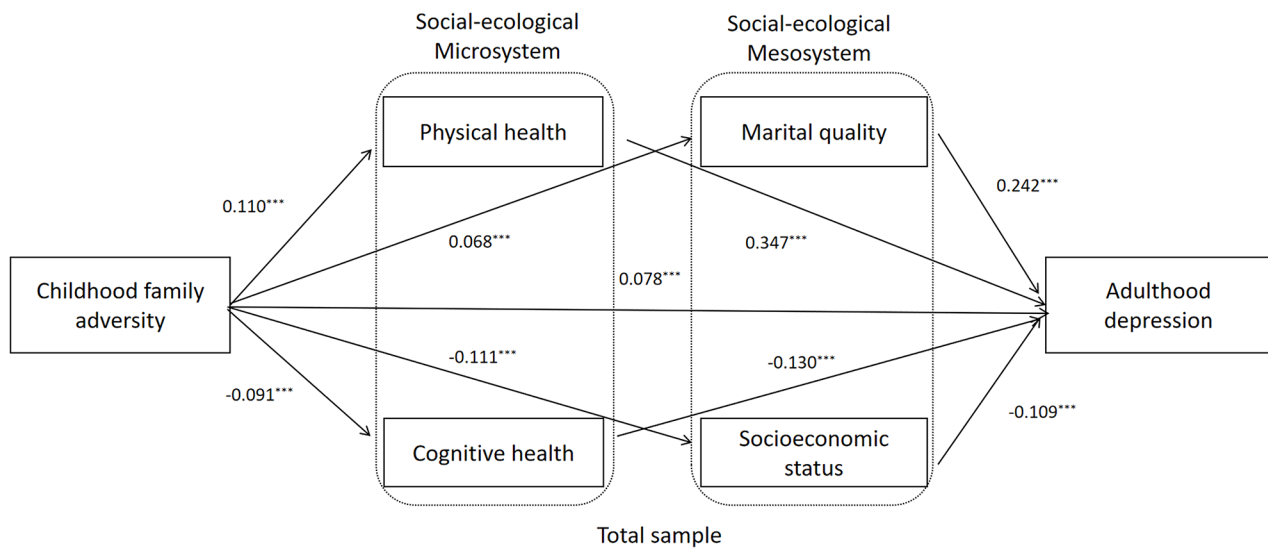 Social-ecological
Microsystem
Social-ecological
Mesosystem
Physical health
Marital quality
0.110***
0.242***
0.068***
0.347***
0.078***
Childhood family
adversity
Adulthood
depression
-0.111***
-0.130***
-0.091***
-0.109***
Cognitive health
Socioeconomic
status
Total sample